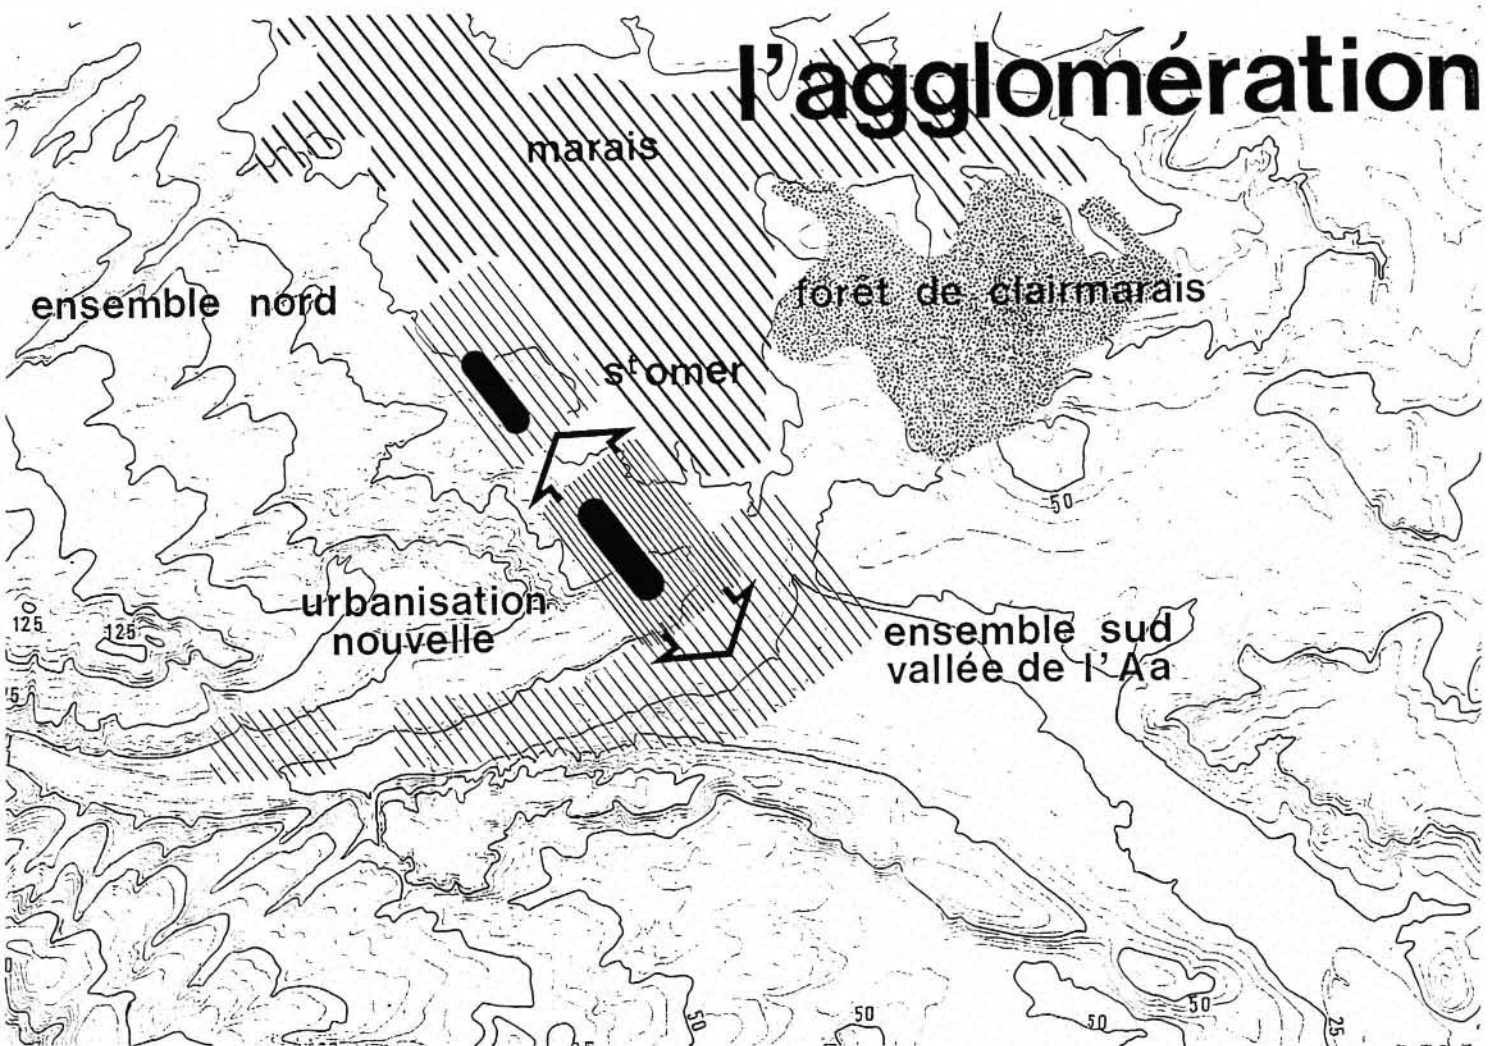 l'agglomération
marais
forêt de clairmarais
ensemble nord
sᵗ omer
50
urbanisation
nouvelle
125
125
ensemble sud
vallée de l'Aa
50
50
50
50
25